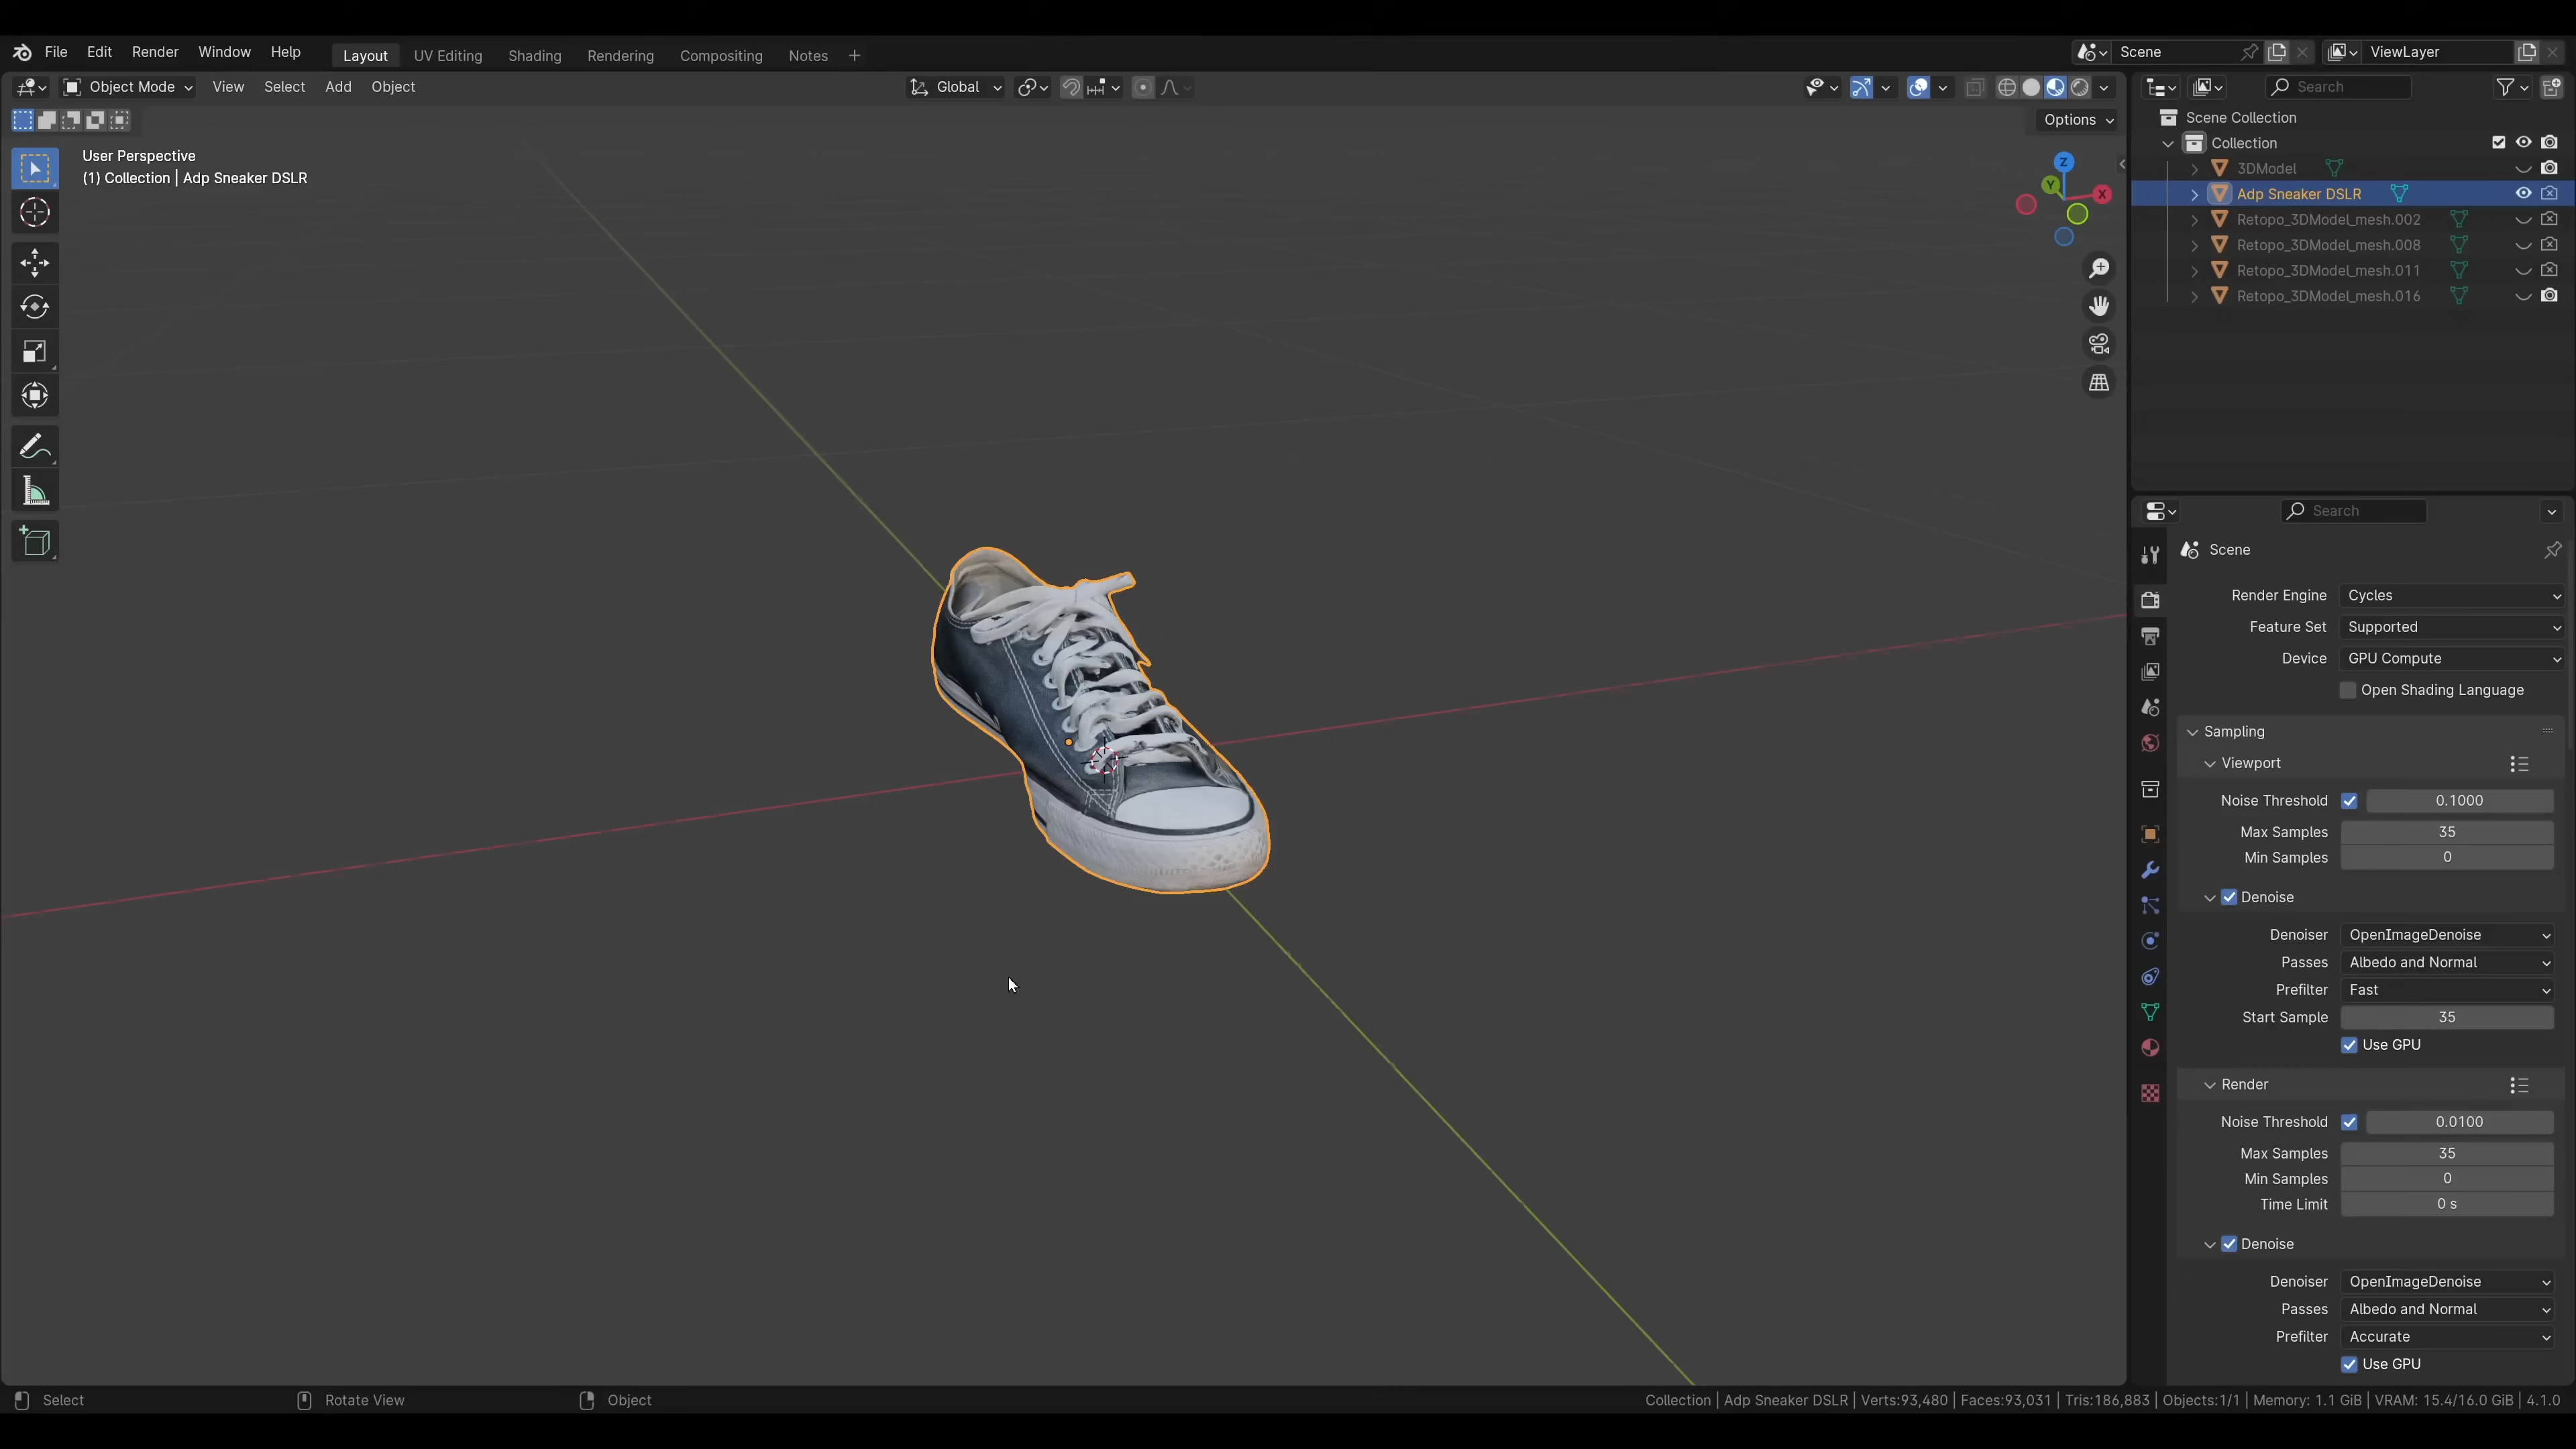 File Edit Render Window Help Layout UV Editing Shading Rendering Compositing Notes + Scene ViewLayer
Object Mode View Select Add Object Global Search
Options
User Perspective
(1) Collection | Adp Sneaker DSLR
Z
Y
X
Scene Collection
Collection
3DModel
Adp Sneaker DSLR
Retopo_3DModel_mesh.002
Retopo_3DModel_mesh.008
Retopo_3DModel_mesh.011
Retopo_3DModel_mesh.016
Search
Scene
Render Engine Cycles
Feature Set Supported
Device GPU Compute
Open Shading Language
Sampling
Viewport
Noise Threshold 0.1000
Max Samples 35
Min Samples 0
Denoise
Denoiser OpenImageDenoise
Passes Albedo and Normal
Prefilter Fast
Start Sample 35
Use GPU
Render
Noise Threshold 0.0100
Max Samples 35
Min Samples 0
Time Limit 0 s
Denoise
Denoiser OpenImageDenoise
Passes Albedo and Normal
Prefilter Accurate
Use GPU
Select Rotate View Object Collection | Adp Sneaker DSLR | Verts:93,480 | Faces:93,031 | Tris:186,883 | Objects:1/1 | Memory: 1.1 GiB | VRAM: 15.4/16.0 GiB | 4.1.0